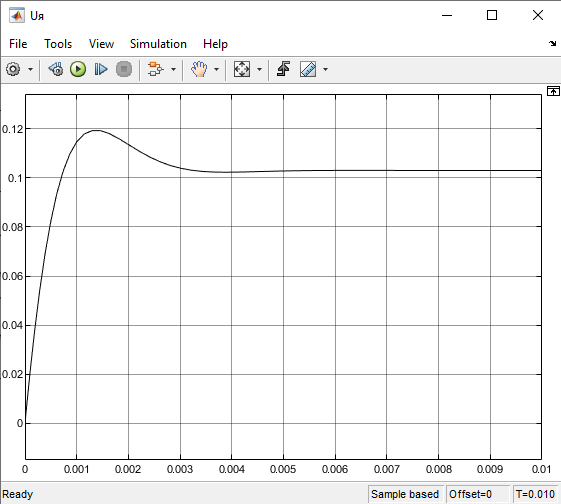 Uя
File Tools View Simulation Help
0.12
0.1
0.08
0.06
0.04
0.02
0
0 0.001 0.002 0.003 0.004 0.005 0.006 0.007 0.008 0.009 0.01
Ready Sample based Offset=0 T=0.010